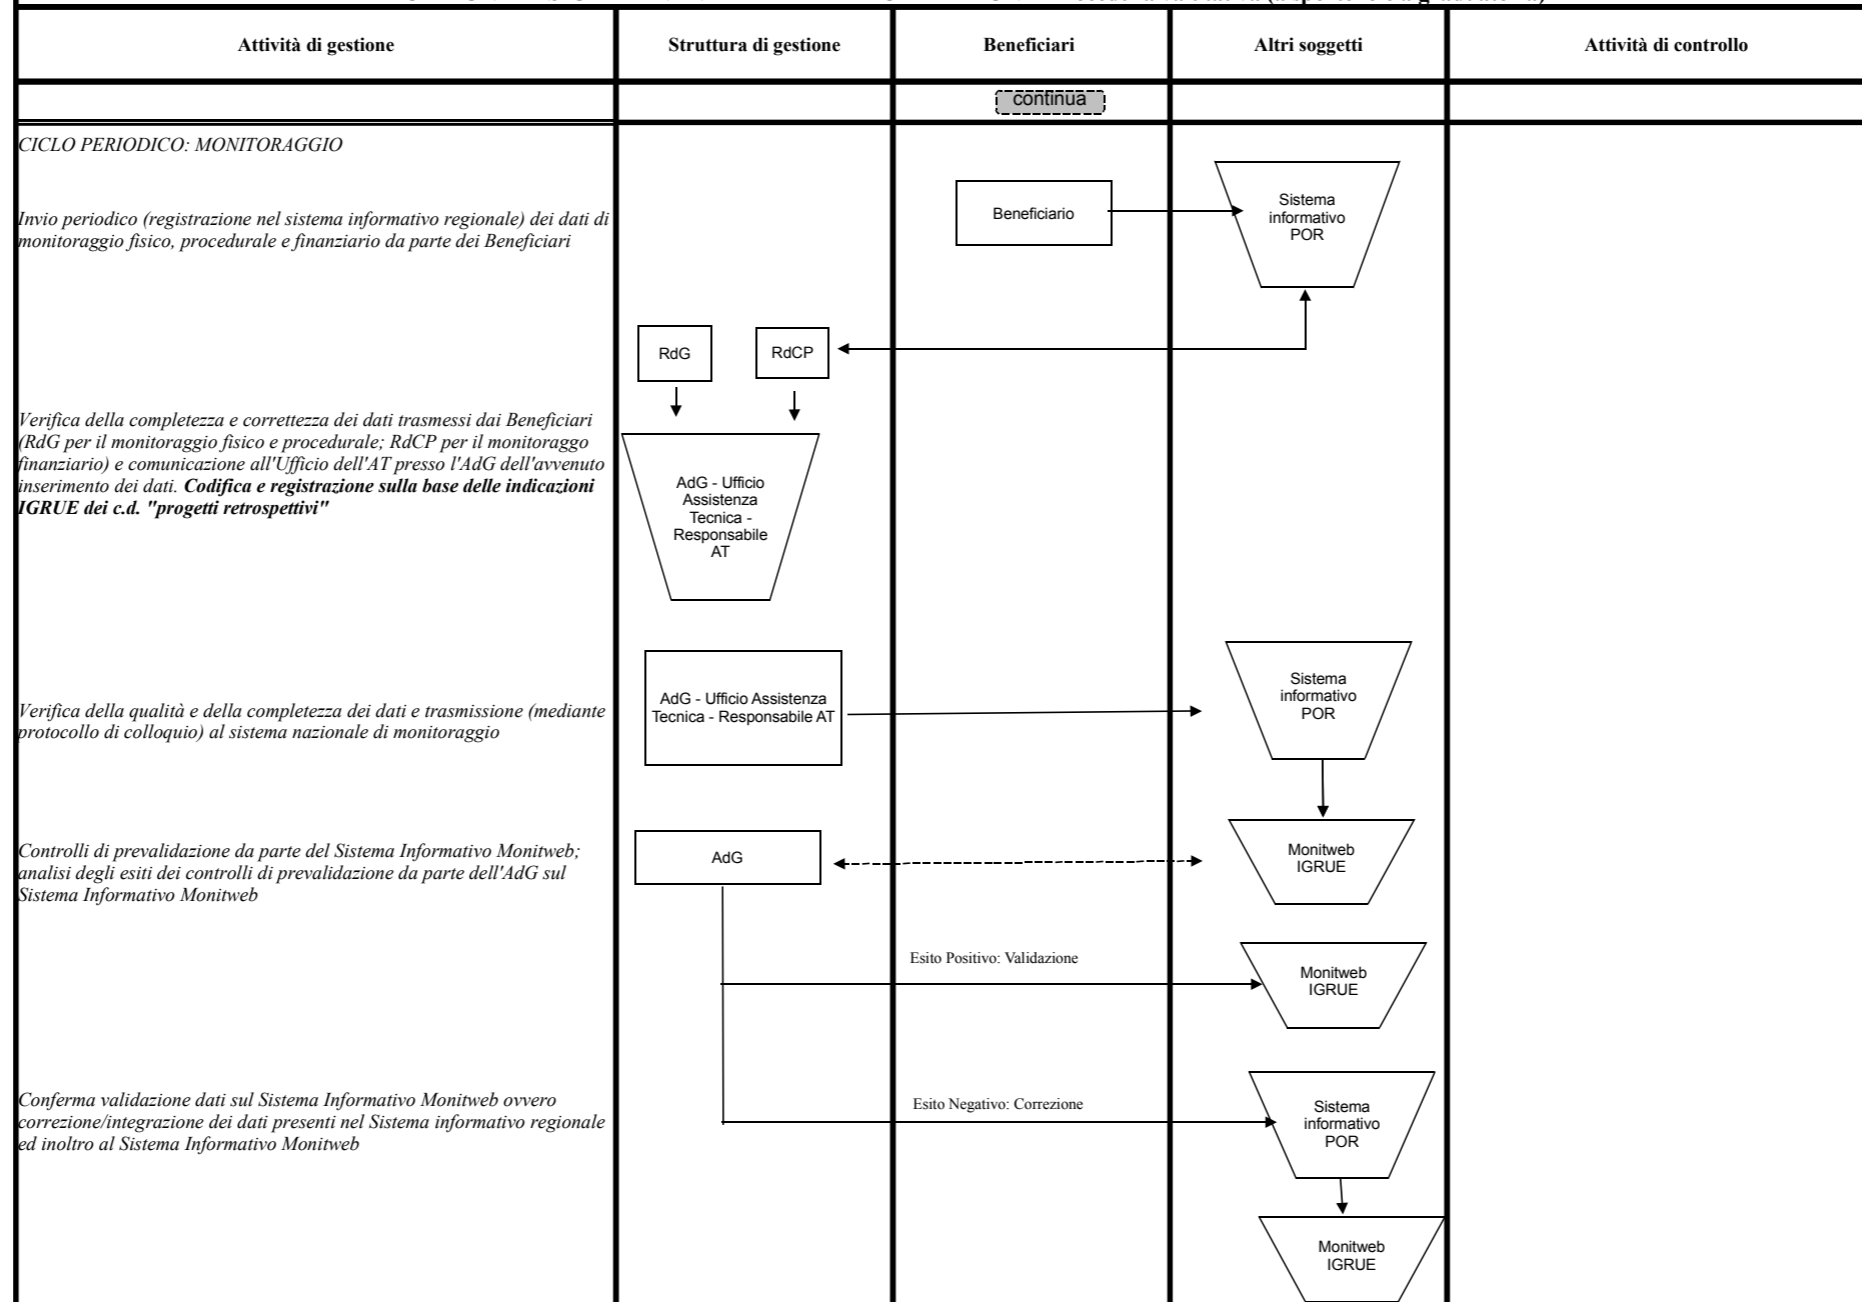 Attività di gestione
Struttura di gestione
Beneficiari
Altri soggetti
Attività di controllo
continua
CICLO PERIODICO: MONITORAGGIO
Invio periodico (registrazione nel sistema informativo regionale) dei dati di
monitoraggio fisico, procedurale e finanziario da parte dei Beneficiari
Beneficiario
Sistema
informativo
POR
RdG
RdCP
Verifica della completezza e correttezza dei dati trasmessi dai Beneficiari
(RdG per il monitoraggio fisico e procedurale; RdCP per il monitoraggo
finanziario) e comunicazione all'Ufficio dell'AT presso l'AdG dell'avvenuto
inserimento dei dati. Codifica e registrazione sulla base delle indicazioni
IGRUE dei c.d. "progetti retrospettivi"
AdG - Ufficio
Assistenza
Tecnica -
Responsabile
AT
Verifica della qualità e della completezza dei dati e trasmissione (mediante
protocollo di colloquio) al sistema nazionale di monitoraggio
AdG - Ufficio Assistenza
Tecnica - Responsabile AT
Sistema
informativo
POR
Controlli di prevalidazione da parte del Sistema Informativo Monitweb;
analisi degli esiti dei controlli di prevalidazione da parte dell'AdG sul
Sistema Informativo Monitweb
AdG
Monitweb
IGRUE
Esito Positivo: Validazione
Monitweb
IGRUE
Conferma validazione dati sul Sistema Informativo Monitweb ovvero
correzione/integrazione dei dati presenti nel Sistema informativo regionale
ed inoltro al Sistema Informativo Monitweb
Esito Negativo: Correzione
Sistema
informativo
POR
Monitweb
IGRUE